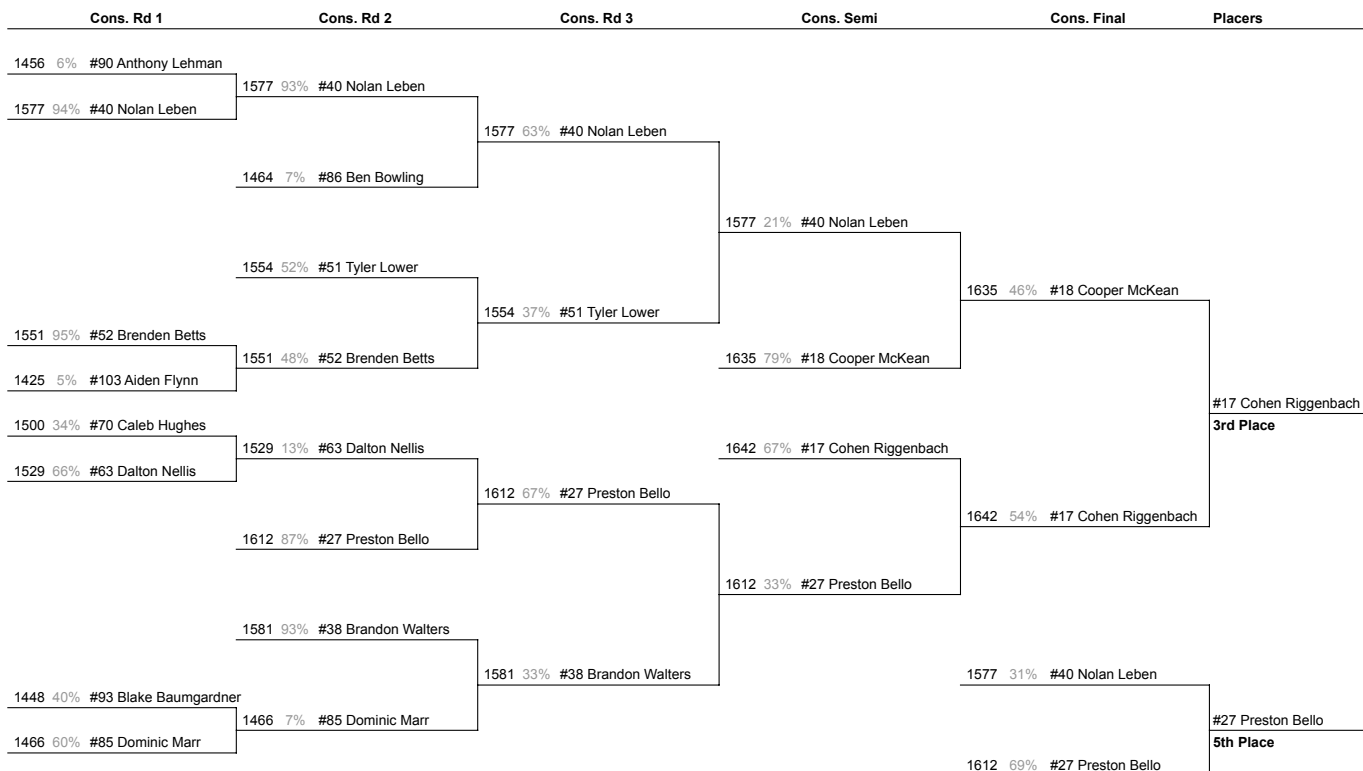 Cons. Rd 1 Cons. Rd 2 Cons. Rd 3 Cons. Semi Cons. Final Placers
1456 6% #90 Anthony Lehman
1577 93% #40 Nolan Leben
1577 94% #40 Nolan Leben
1577 63% #40 Nolan Leben
1464 7% #86 Ben Bowling
1577 21% #40 Nolan Leben
1554 52% #51 Tyler Lower
1635 46% #18 Cooper McKean
1554 37% #51 Tyler Lower
1551 95% #52 Brenden Betts
1551 48% #52 Brenden Betts
1635 79% #18 Cooper McKean
1425 5% #103 Aiden Flynn
#17 Cohen Riggenbach
1500 34% #70 Caleb Hughes
3rd Place
1529 13% #63 Dalton Nellis
1642 67% #17 Cohen Riggenbach
1529 66% #63 Dalton Nellis
1612 67% #27 Preston Bello
1642 54% #17 Cohen Riggenbach
1612 87% #27 Preston Bello
1612 33% #27 Preston Bello
1581 93% #38 Brandon Walters
1581 33% #38 Brandon Walters
1577 31% #40 Nolan Leben
1448 40% #93 Blake Baumgardner
1466 7% #85 Dominic Marr
#27 Preston Bello
1466 60% #85 Dominic Marr
5th Place
1612 69% #27 Preston Bello